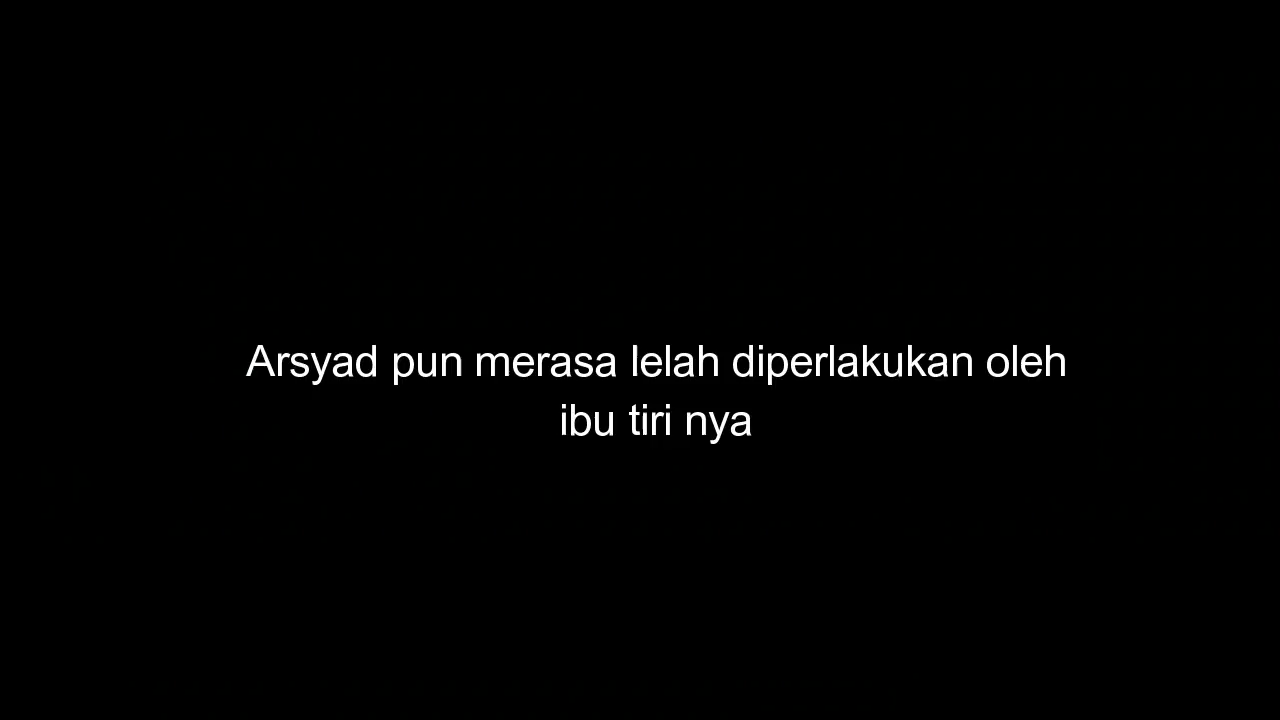 Arsyad pun merasa lelah diperlakukan oleh
ibu tiri nya